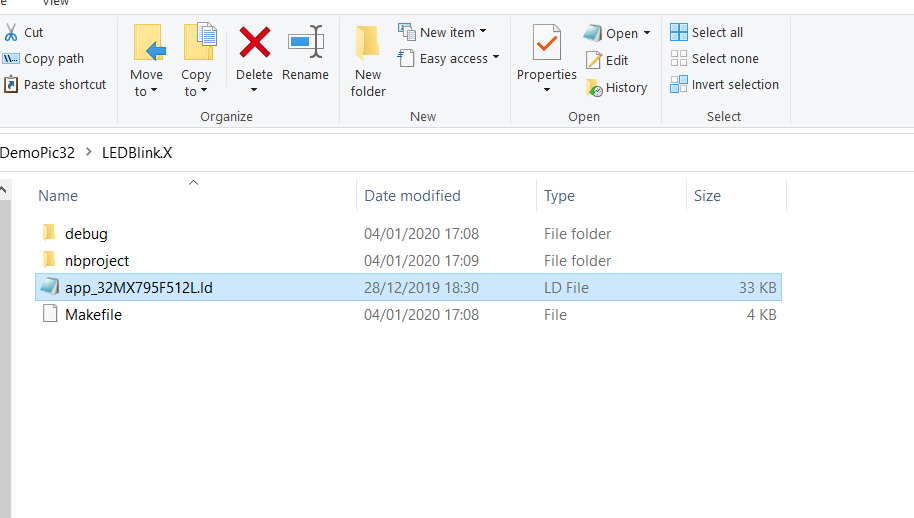 View
Cut
Copy path
Paste shortcut
Move to
Copy to
Delete
Rename
Organize
New folder
New item
Easy access
New
Properties
Open
Edit
History
Open
Select all
Select none
Invert selection
Select
DemoPic32 > LEDBlink.X
Name Date modified Type Size
debug 04/01/2020 17:08 File folder
nbproject 04/01/2020 17:09 File folder
app_32MX795F512L.ld 28/12/2019 18:30 LD File 33 KB
Makefile 04/01/2020 17:08 File 4 KB